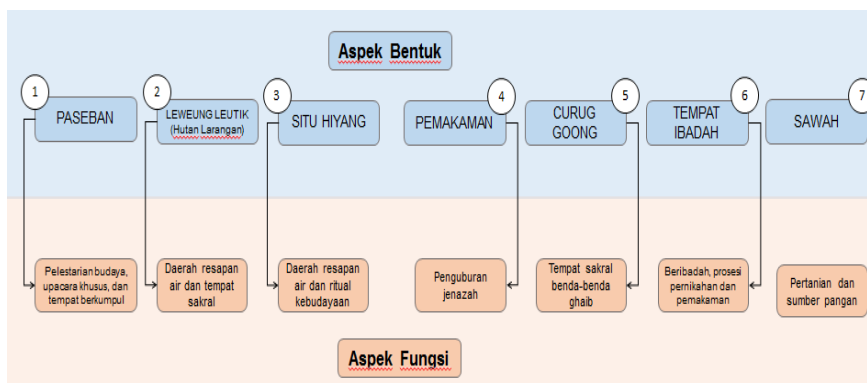 Aspek Bentuk
1
PASEBAN
2
LEWEUNG LEUTIK
(Hutan Larangan)
3
SITU HIYANG
4
PEMAKAMAN
5
CURUG
GOONG
6
TEMPAT
IBADAH
7
SAWAH
Pelestarian budaya,
upacara khusus, dan
tempat berkumpul
Daerah resapan
air dan tempat
sakral
Daerah resapan
air dan ritual
kebudayaan
Penguburan
jenazah
Tempat sakral
benda-benda
ghaib
Beribadah, prosesi
pernikahan dan
pemakaman
Pertanian dan
sumber pangan
Aspek Fungsi